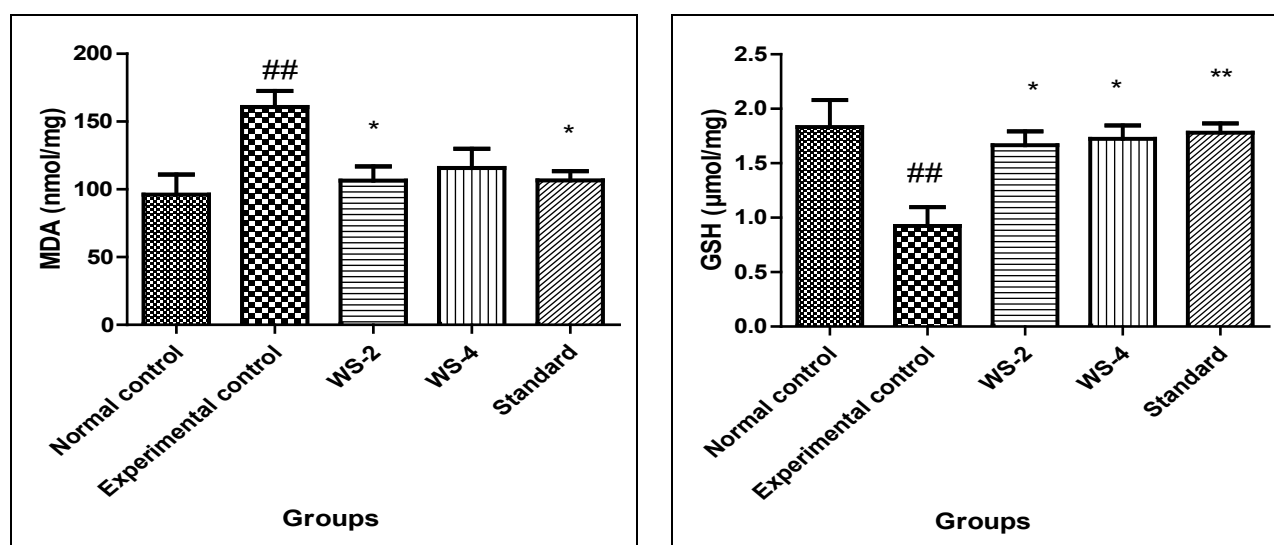 200
150
100
50
0
MDA (nmol/mg)
##
*
*
Normal control
Experimental control
WS-2
WS-4
Standard
Groups
2.5
2.0
1.5
1.0
0.5
0.0
GSH (µmol/mg)
##
*
*
**
Normal control
Experimental control
WS-2
WS-4
Standard
Groups